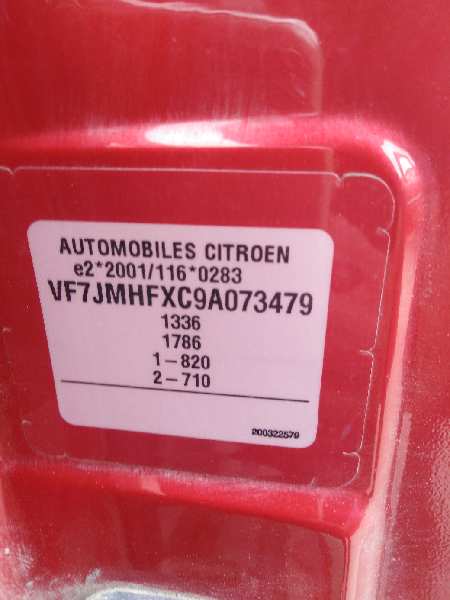 AUTOMOBILES CITROEN
e2*2001/116*0283
VF7JMHFXC9A073479
1336
1786
1-820
2-710
200322579